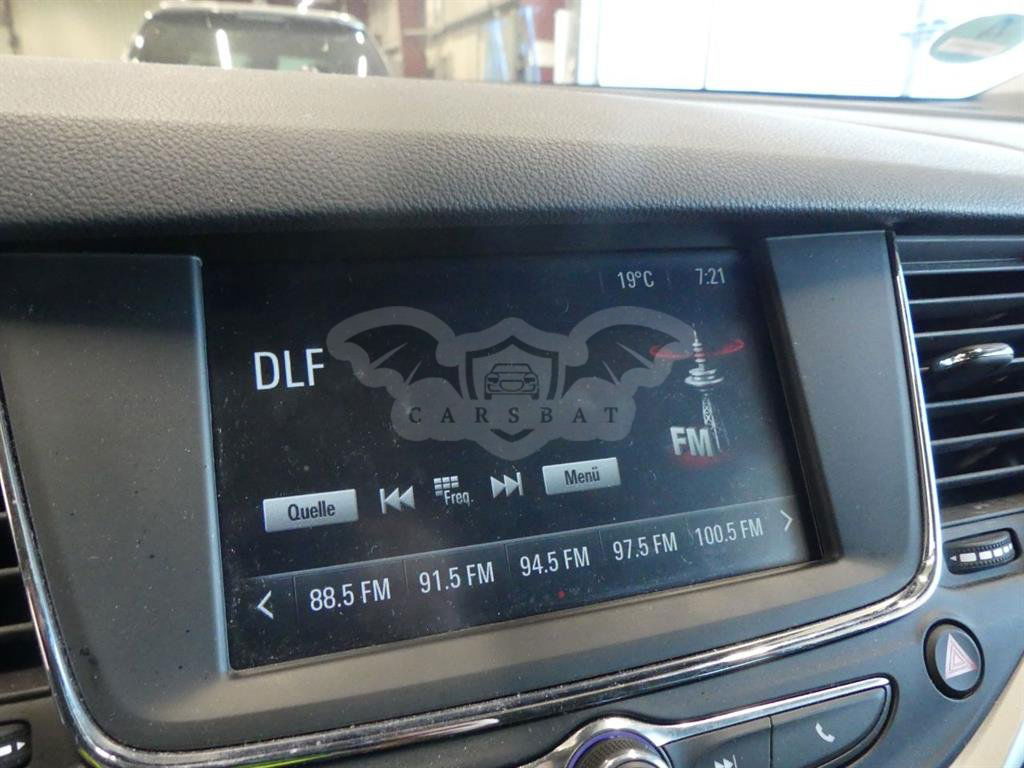 19°C 7:21
DLF
CARSBAT
FM
Quelle Freq. Menü
88.5 FM 91.5 FM 94.5 FM 97.5 FM 100.5 FM